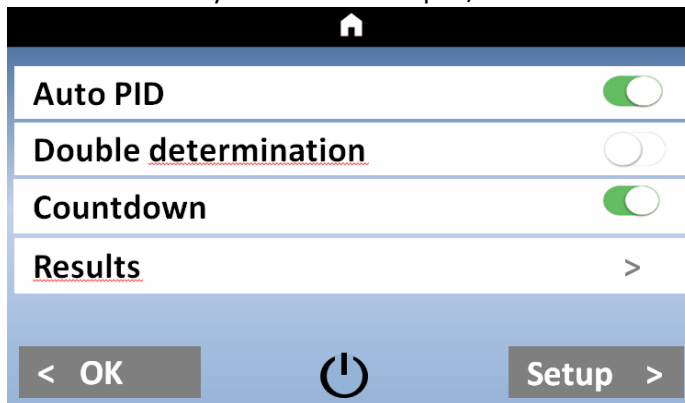 Auto PID
Double determination
Countdown
Results >
< OK
Setup >